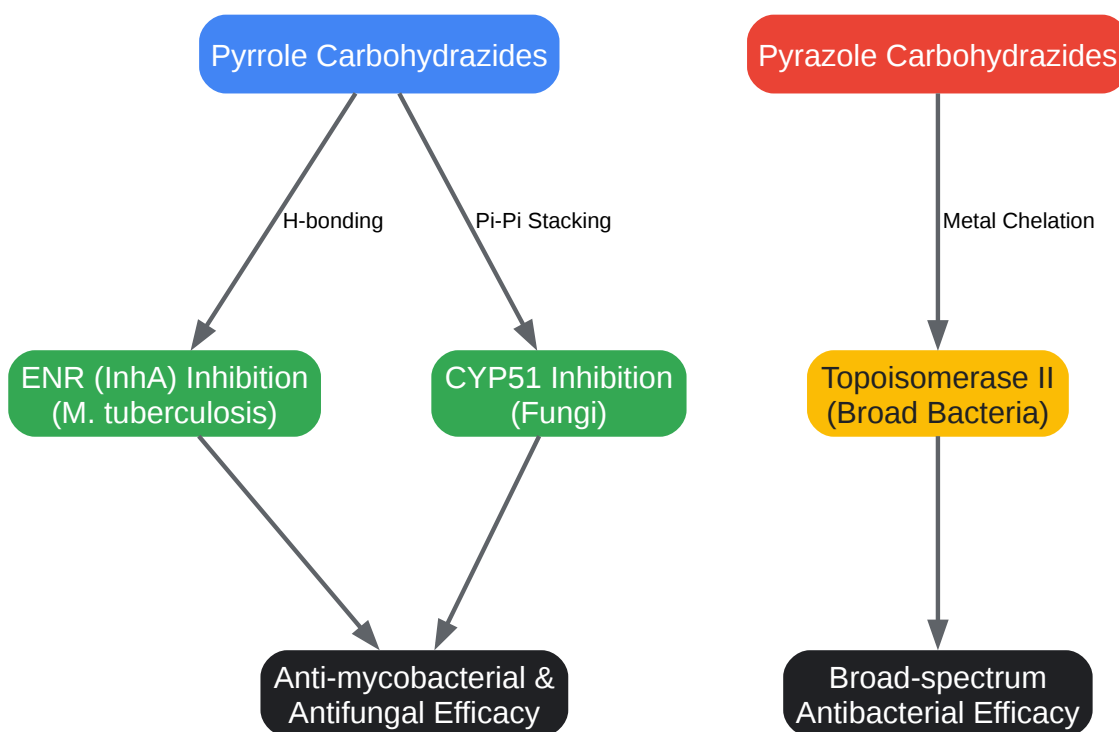 Pyrrole Carbohydrazides
Pyrazole Carbohydrazides
H-bonding
Pi-Pi Stacking
Metal Chelation
ENR (InhA) Inhibition
(M. tuberculosis)
CYP51 Inhibition
(Fungi)
Topoisomerase II
(Broad Bacteria)
Anti-mycobacterial &
Antifungal Efficacy
Broad-spectrum
Antibacterial Efficacy